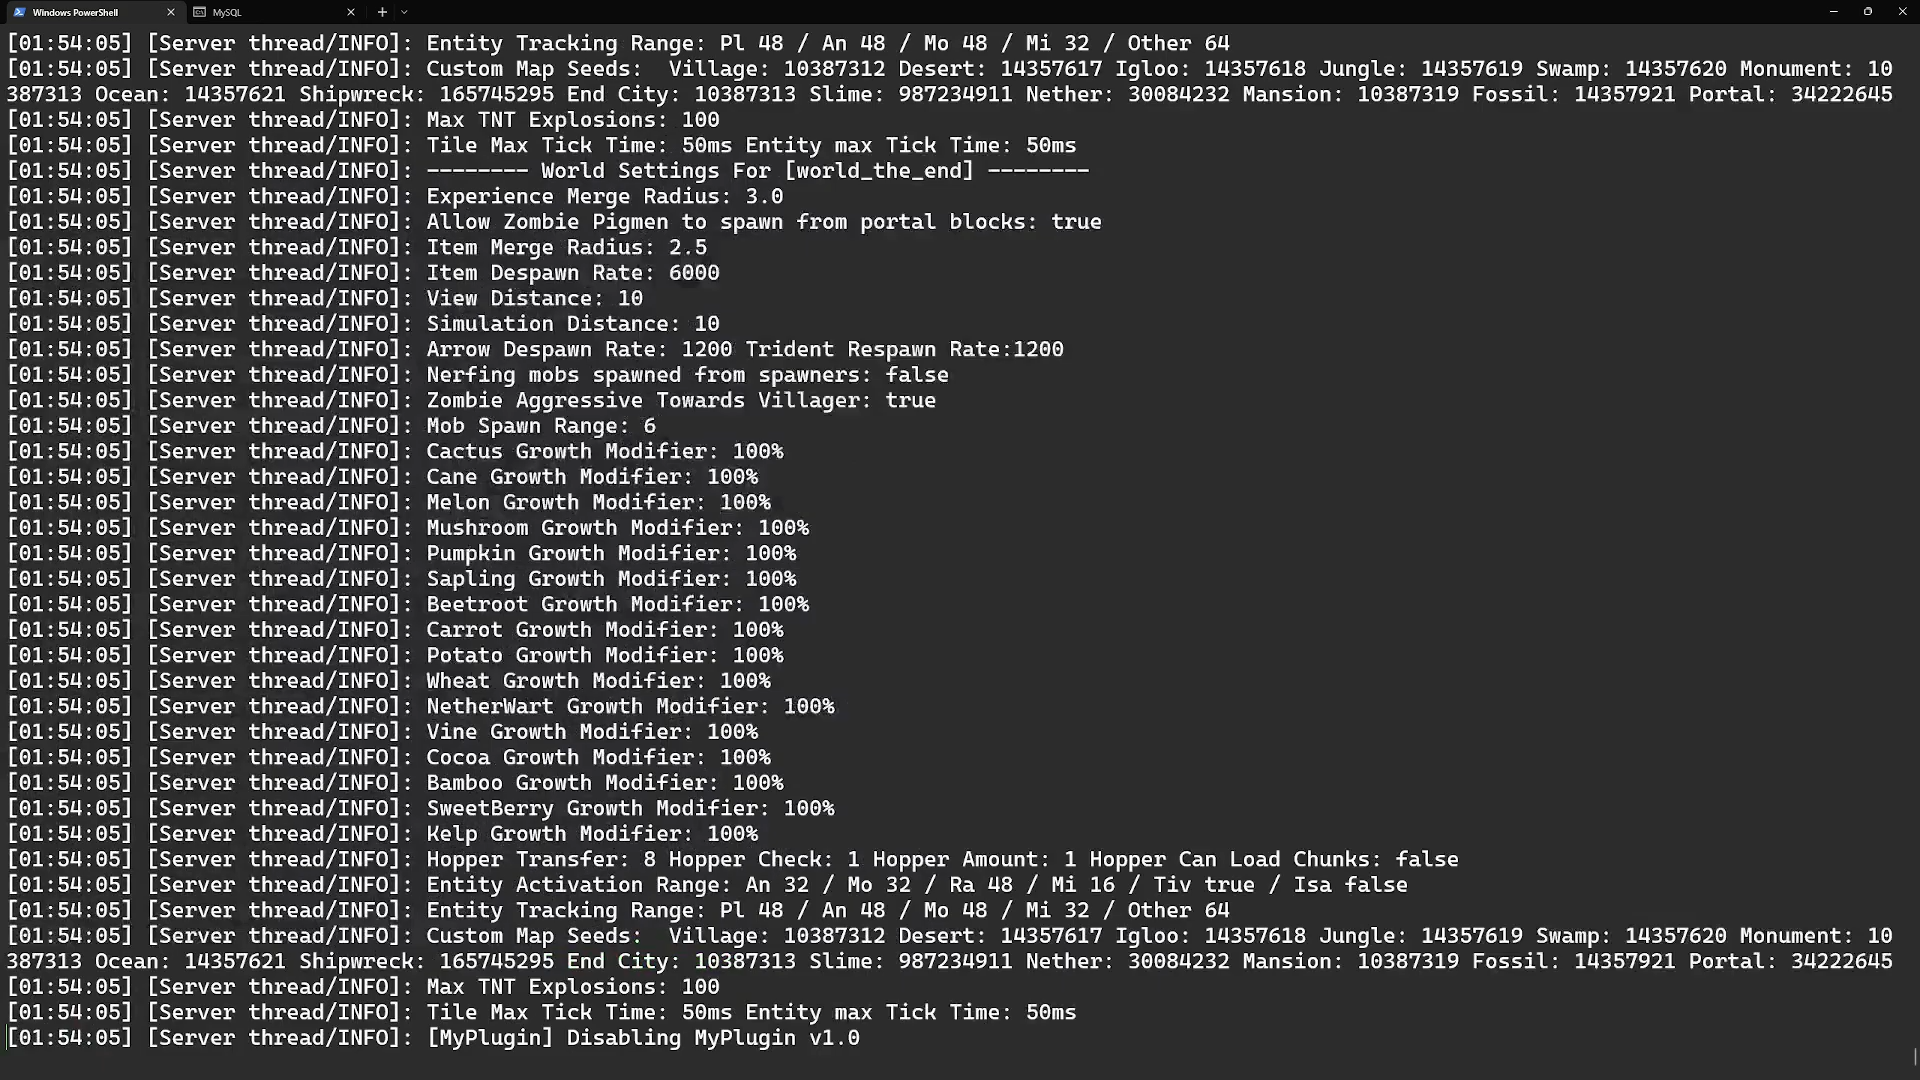 Windows PowerShell
MySQL
[01:54:05] [Server thread/INFO]: Entity Tracking Range: Pl 48 / An 48 / Mo 48 / Mi 32 / Other 64
[01:54:05] [Server thread/INFO]: Custom Map Seeds:  Village: 10387312 Desert: 14357617 Igloo: 14357618 Jungle: 14357619 Swamp: 14357620 Monument: 10
387313 Ocean: 14357621 Shipwreck: 165745295 End City: 10387313 Slime: 987234911 Nether: 30084232 Mansion: 10387319 Fossil: 14357921 Portal: 34222645
[01:54:05] [Server thread/INFO]: Max TNT Explosions: 100
[01:54:05] [Server thread/INFO]: Tile Max Tick Time: 50ms Entity max Tick Time: 50ms
[01:54:05] [Server thread/INFO]: -------- World Settings For [world_the_end] --------
[01:54:05] [Server thread/INFO]: Experience Merge Radius: 3.0
[01:54:05] [Server thread/INFO]: Allow Zombie Pigmen to spawn from portal blocks: true
[01:54:05] [Server thread/INFO]: Item Merge Radius: 2.5
[01:54:05] [Server thread/INFO]: Item Despawn Rate: 6000
[01:54:05] [Server thread/INFO]: View Distance: 10
[01:54:05] [Server thread/INFO]: Simulation Distance: 10
[01:54:05] [Server thread/INFO]: Arrow Despawn Rate: 1200 Trident Respawn Rate:1200
[01:54:05] [Server thread/INFO]: Nerfing mobs spawned from spawners: false
[01:54:05] [Server thread/INFO]: Zombie Aggressive Towards Villager: true
[01:54:05] [Server thread/INFO]: Mob Spawn Range: 6
[01:54:05] [Server thread/INFO]: Cactus Growth Modifier: 100%
[01:54:05] [Server thread/INFO]: Cane Growth Modifier: 100%
[01:54:05] [Server thread/INFO]: Melon Growth Modifier: 100%
[01:54:05] [Server thread/INFO]: Mushroom Growth Modifier: 100%
[01:54:05] [Server thread/INFO]: Pumpkin Growth Modifier: 100%
[01:54:05] [Server thread/INFO]: Sapling Growth Modifier: 100%
[01:54:05] [Server thread/INFO]: Beetroot Growth Modifier: 100%
[01:54:05] [Server thread/INFO]: Carrot Growth Modifier: 100%
[01:54:05] [Server thread/INFO]: Potato Growth Modifier: 100%
[01:54:05] [Server thread/INFO]: Wheat Growth Modifier: 100%
[01:54:05] [Server thread/INFO]: NetherWart Growth Modifier: 100%
[01:54:05] [Server thread/INFO]: Vine Growth Modifier: 100%
[01:54:05] [Server thread/INFO]: Cocoa Growth Modifier: 100%
[01:54:05] [Server thread/INFO]: Bamboo Growth Modifier: 100%
[01:54:05] [Server thread/INFO]: SweetBerry Growth Modifier: 100%
[01:54:05] [Server thread/INFO]: Kelp Growth Modifier: 100%
[01:54:05] [Server thread/INFO]: Hopper Transfer: 8 Hopper Check: 1 Hopper Amount: 1 Hopper Can Load Chunks: false
[01:54:05] [Server thread/INFO]: Entity Activation Range: An 32 / Mo 32 / Ra 48 / Mi 16 / Tiv true / Isa false
[01:54:05] [Server thread/INFO]: Entity Tracking Range: Pl 48 / An 48 / Mo 48 / Mi 32 / Other 64
[01:54:05] [Server thread/INFO]: Custom Map Seeds:  Village: 10387312 Desert: 14357617 Igloo: 14357618 Jungle: 14357619 Swamp: 14357620 Monument: 10
387313 Ocean: 14357621 Shipwreck: 165745295 End City: 10387313 Slime: 987234911 Nether: 30084232 Mansion: 10387319 Fossil: 14357921 Portal: 34222645
[01:54:05] [Server thread/INFO]: Max TNT Explosions: 100
[01:54:05] [Server thread/INFO]: Tile Max Tick Time: 50ms Entity max Tick Time: 50ms
[01:54:05] [Server thread/INFO]: [MyPlugin] Disabling MyPlugin v1.0